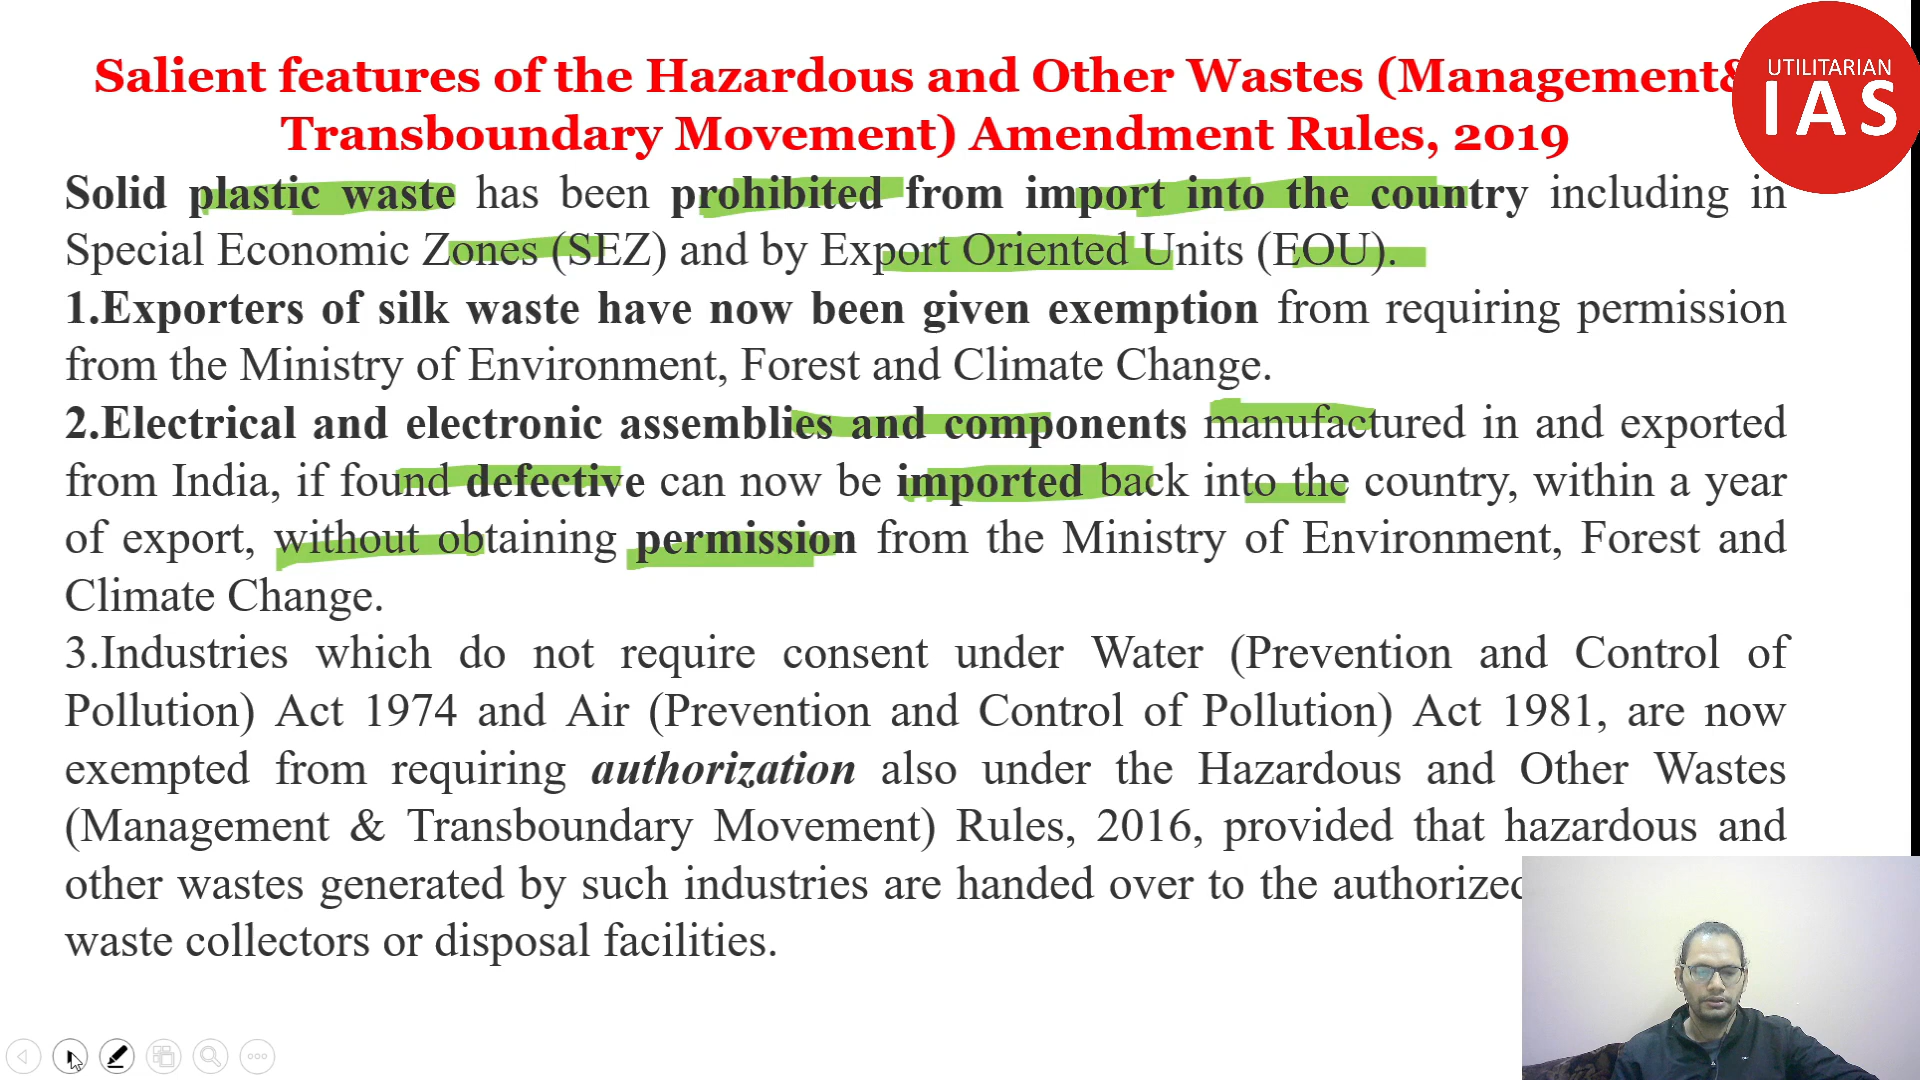 Salient features of the Hazardous and Other Wastes (Management&
Transboundary Movement) Amendment Rules, 2019
UTILITARIAN
IAS
Solid plastic waste has been prohibited from import into the country including in
Special Economic Zones (SEZ) and by Export Oriented Units (EOU).
1.Exporters of silk waste have now been given exemption from requiring permission
from the Ministry of Environment, Forest and Climate Change.
2.Electrical and electronic assemblies and components manufactured in and exported
from India, if found defective can now be imported back into the country, within a year
of export, without obtaining permission from the Ministry of Environment, Forest and
Climate Change.
3.Industries which do not require consent under Water (Prevention and Control of
Pollution) Act 1974 and Air (Prevention and Control of Pollution) Act 1981, are now
exempted from requiring authorization also under the Hazardous and Other Wastes
(Management & Transboundary Movement) Rules, 2016, provided that hazardous and
other wastes generated by such industries are handed over to the authorized
waste collectors or disposal facilities.